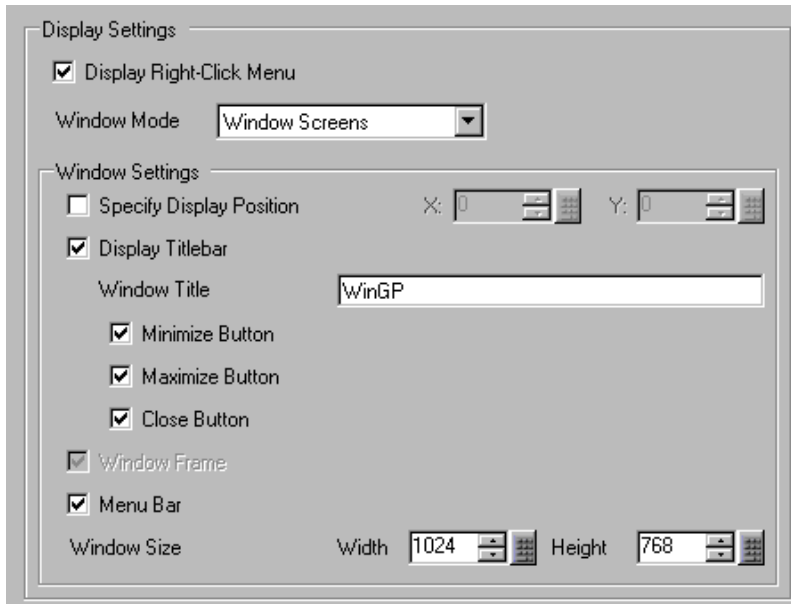 Display Settings
Display Right-Click Menu
Window Mode Window Screens
Window Settings
Specify Display Position X: 0 Y: 0
Display Titlebar
Window Title WinGP
Minimize Button
Maximize Button
Close Button
Window Frame
Menu Bar
Window Size Width 1024 Height 768